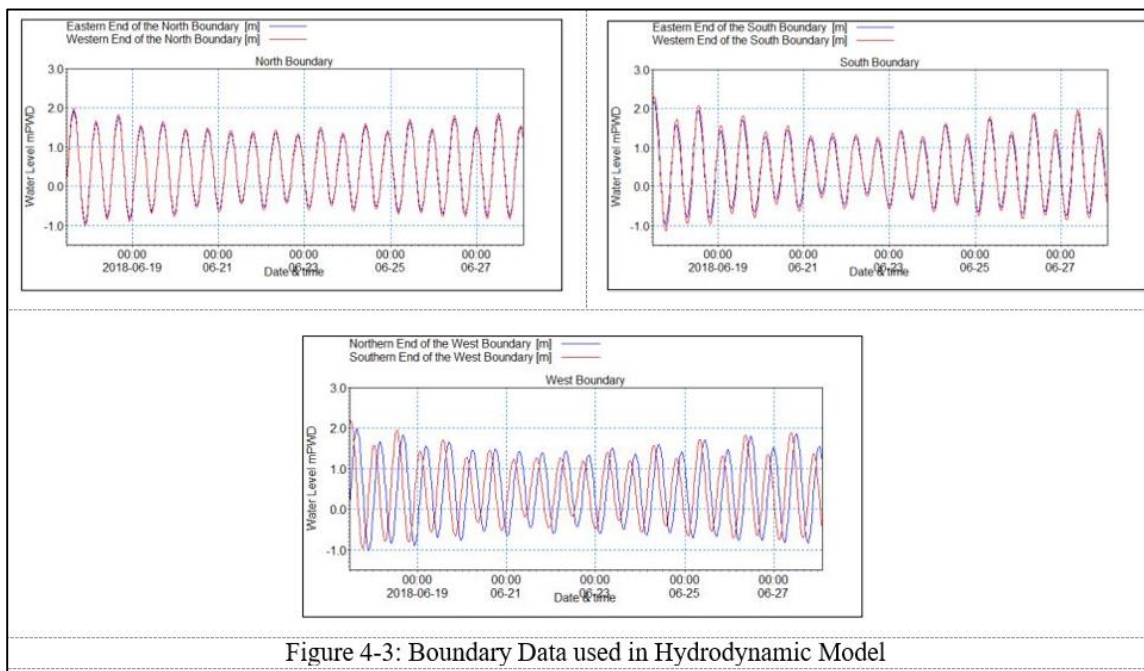 Eastern End of the North Boundary [m]
Western End of the North Boundary [m]
North Boundary
Water Level mPWD
3.0
2.0
1.0
0.0
-1.0
00:00 00:00 00:00 00:00 00:00
2018-06-19 06-21 06-23 06-25 06-27
Date & time
Eastern End of the South Boundary [m]
Western End of the South Boundary [m]
South Boundary
Water Level mPWD
3.0
2.0
1.0
0.0
-1.0
00:00 00:00 00:00 00:00 00:00
2018-06-19 06-21 06-23 06-25 06-27
Date & time
Northern End of the West Boundary [m]
Southern End of the West Boundary [m]
West Boundary
Water Level mPWD
3.0
2.0
1.0
0.0
-1.0
00:00 00:00 00:00 00:00 00:00
2018-06-19 06-21 06-23 06-25 06-27
Date & time
Figure 4-3: Boundary Data used in Hydrodynamic Model